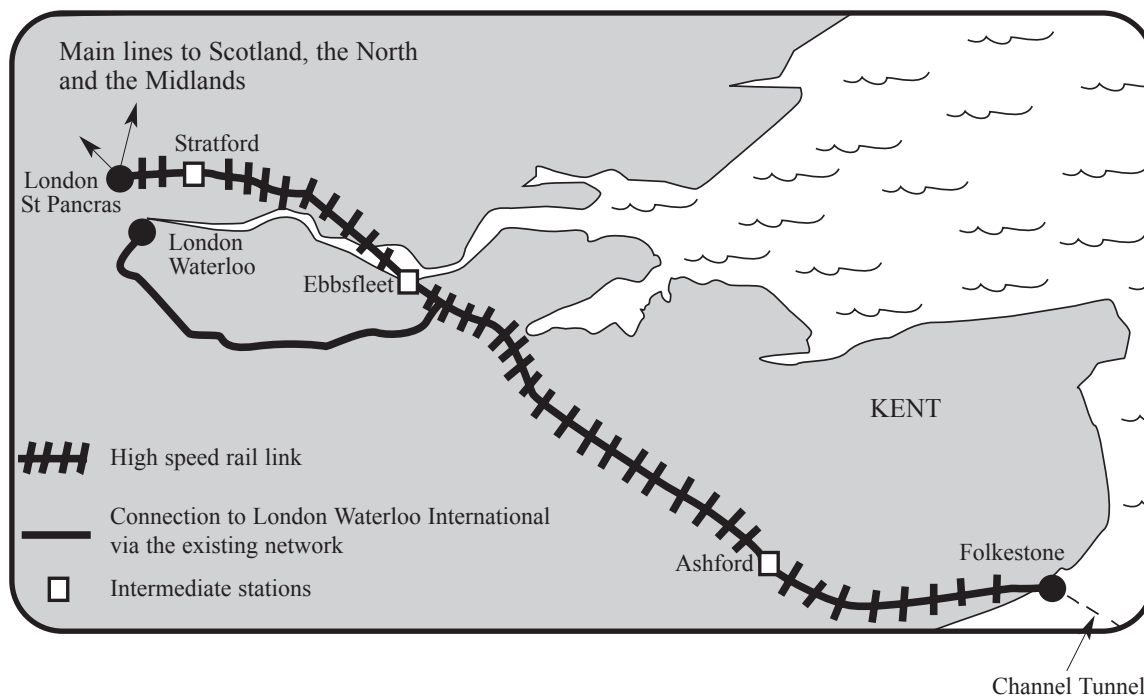 Main lines to Scotland, the North
and the Midlands
Stratford
London
St Pancras
London
Waterloo
Ebbsfleet
KENT
High speed rail link
Connection to London Waterloo International
via the existing network
Ashford
Folkestone
Intermediate stations
Channel Tunnel